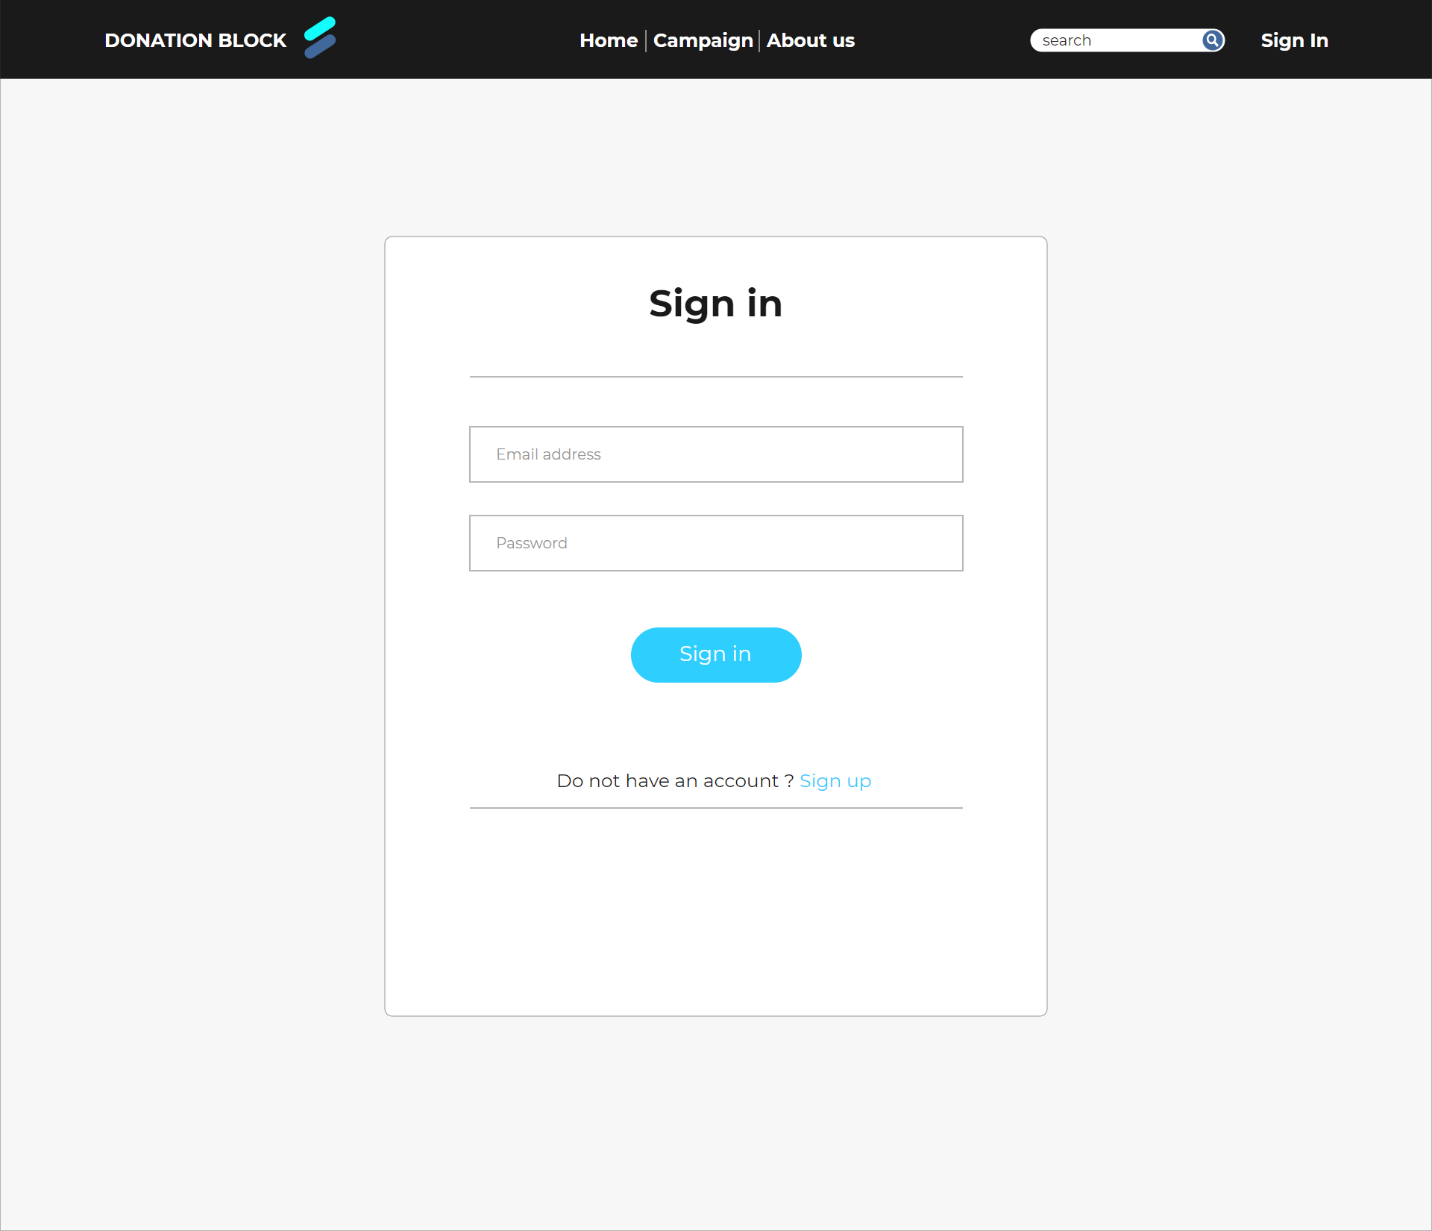 DONATION BLOCK
Home | Campaign | About us
search
Sign In
Sign in
Email address
Password
Sign in
Do not have an account ? Sign up